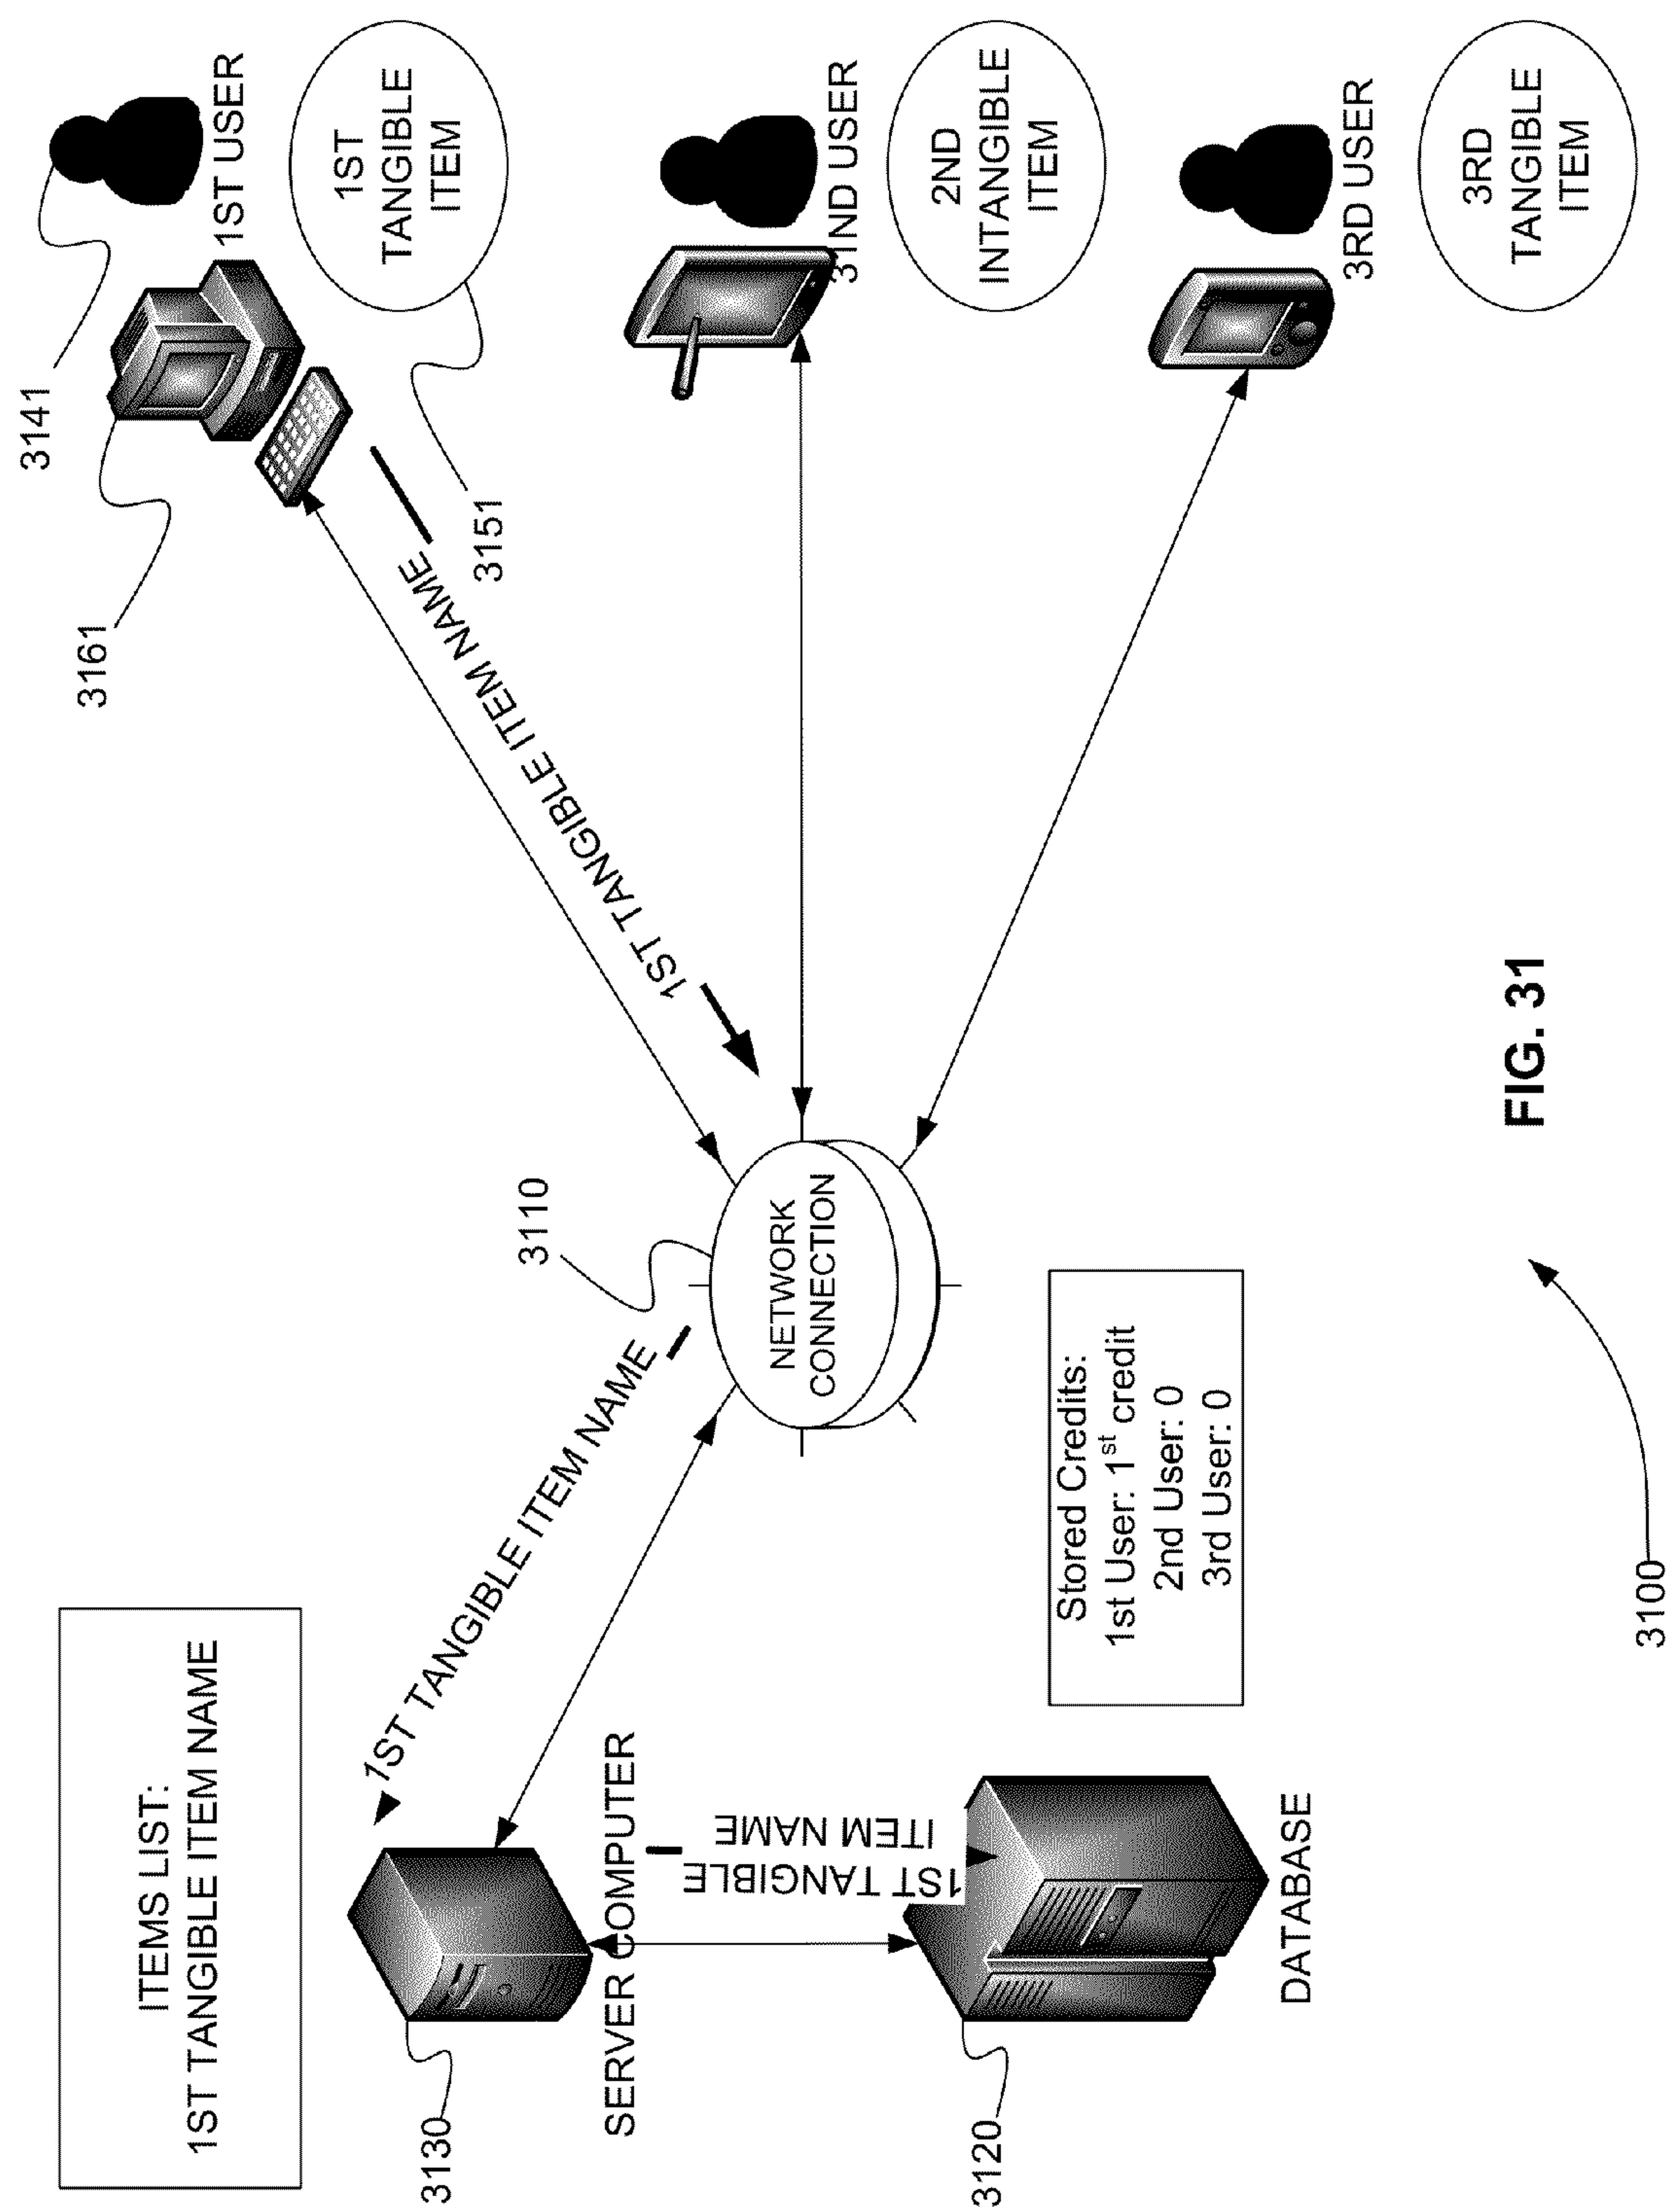 ITEMS LIST:
1ST TANGIBLE ITEM NAME
3130
SERVER COMPUTER
1ST TANGIBLE ITEM NAME
1ST TANGIBLE
ITEM NAME
3120
DATABASE
Stored Credits:
1st User: 1st credit
2nd User: 0
3rd User: 0
3110
NETWORK
CONNECTION
1ST TANGIBLE ITEM NAME
3161
3141
1ST USER
3151
1ST
TANGIBLE
ITEM
USER
2ND
INTANGIBLE
ITEM
3RD USER
3RD
TANGIBLE
ITEM
3100
FIG. 31